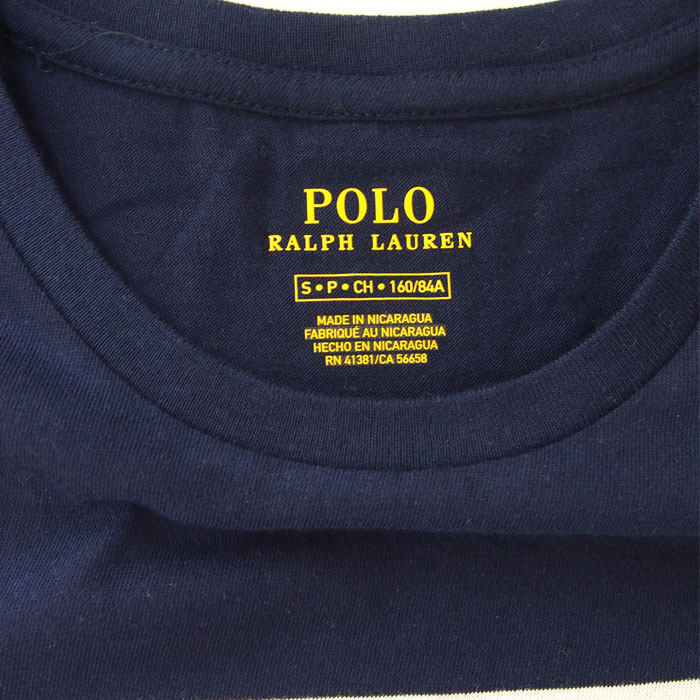 POLO
RALPH LAUREN
S • P • CH • 160/84A
MADE IN NICARAGUA
FABRIQUÉ AU NICARAGUA
HECHO EN NICARAGUA
RN 41381/CA 56658